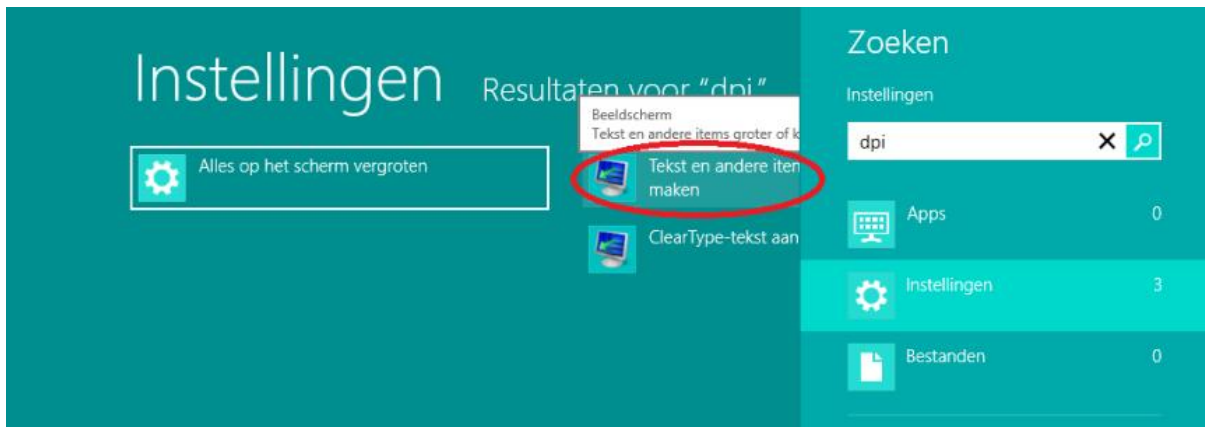 Instellingen Resultaten voor "dpi"
Beeldscherm
Tekst en andere items groter of k
Alles op het scherm vergroten
Tekst en andere iten
maken
ClearType-tekst aan
Zoeken
Instellingen
dpi
Apps 0
Instellingen 3
Bestanden 0